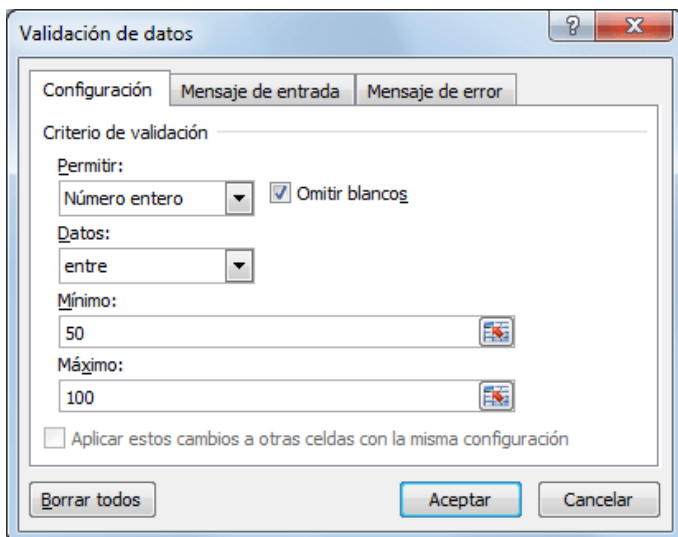 Validación de datos
Configuración Mensaje de entrada Mensaje de error
Criterio de validación
Permitir:
Número entero Omitir blancos
Datos:
entre
Mínimo:
50
Máximo:
100
Aplicar estos cambios a otras celdas con la misma configuración
Borrar todos Aceptar Cancelar